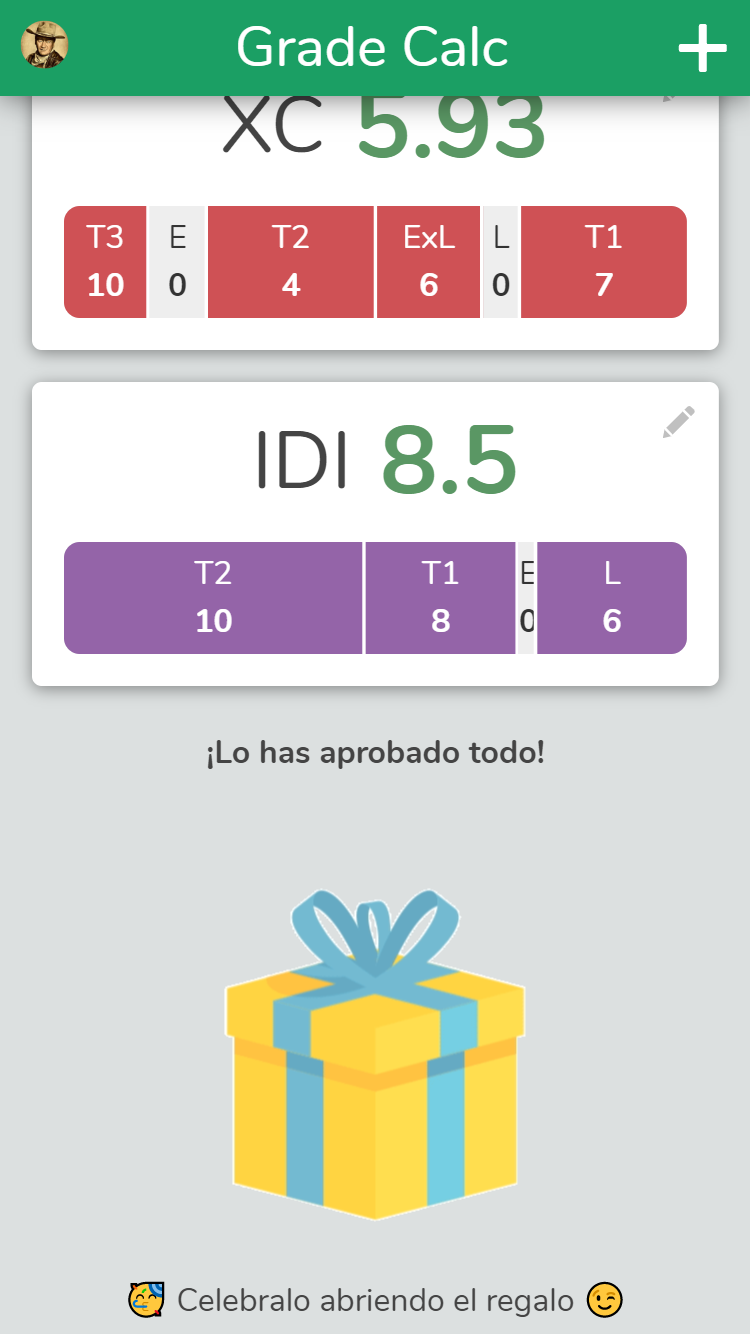 Grade Calc
XC 5.93
T3 E T2 ExL L T1
10 0 4 6 0 7
IDI 8.5
T2 T1 E L
10 8 0 6
¡Lo has aprobado todo!
🥳 Celebralo abriendo el regalo 😉